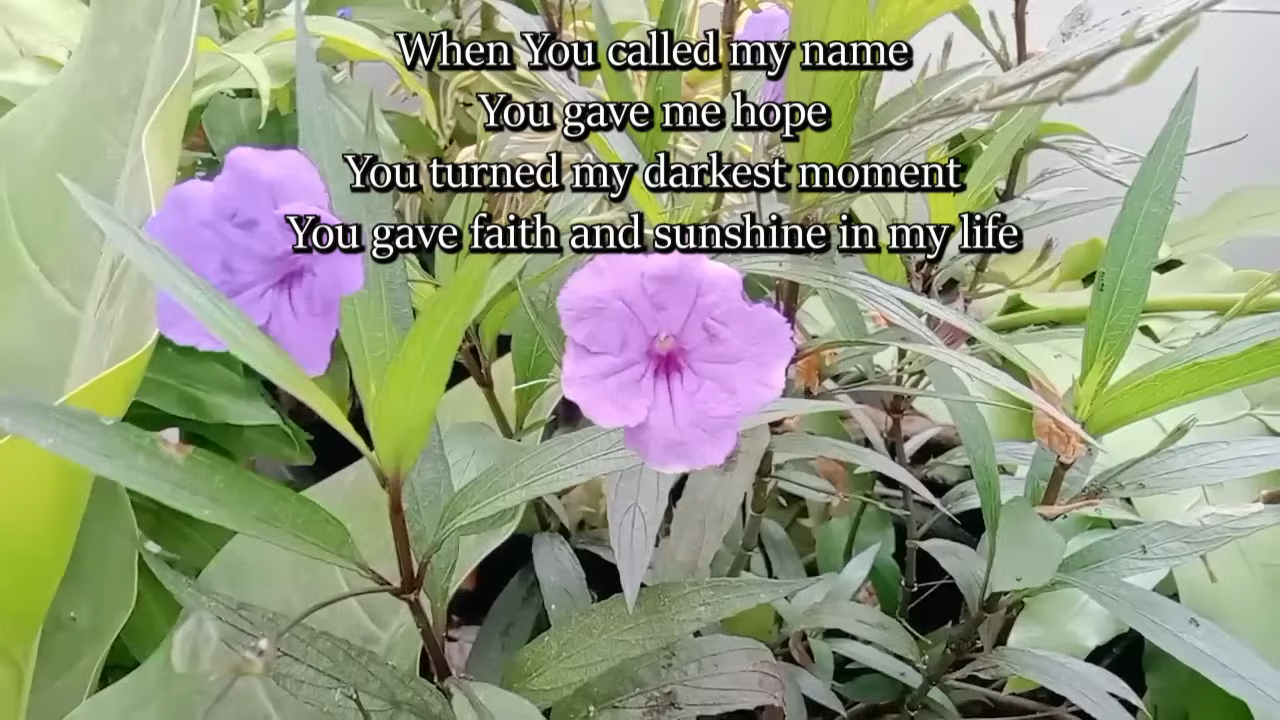 When You called my name
You gave me hope
You turned my darkest moment
You gave faith and sunshine in my life